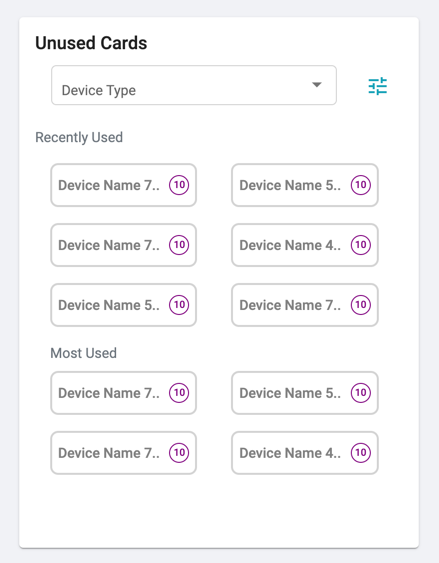 Unused Cards
Device Type
Recently Used
Device Name 7.. 10 Device Name 5.. 10
Device Name 7.. 10 Device Name 4.. 10
Device Name 5.. 10 Device Name 7.. 10
Most Used
Device Name 7.. 10 Device Name 5.. 10
Device Name 7.. 10 Device Name 4.. 10